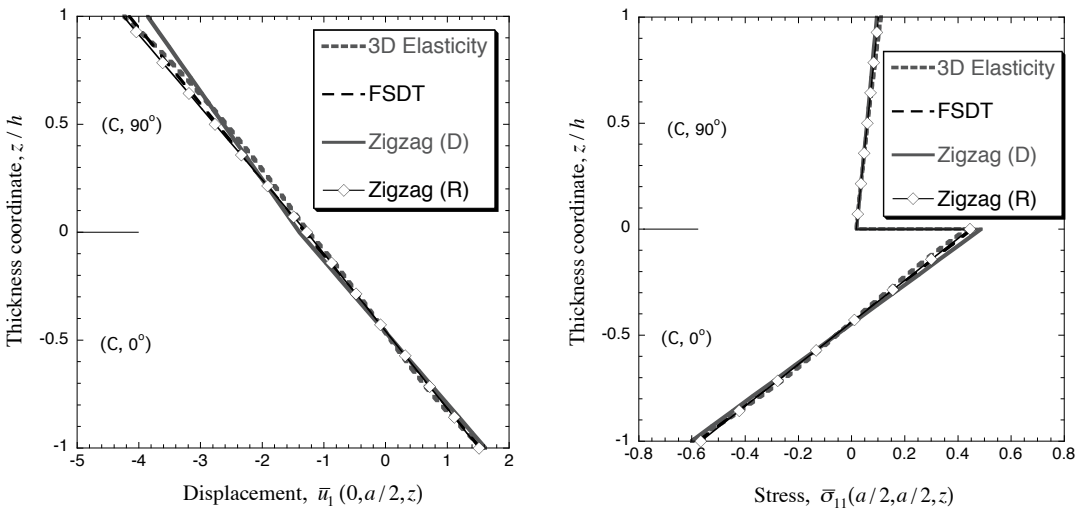 1
0.5
0
-0.5
-1
-5
-4
-3
-2
-1
0
1
2
Thickness coordinate, z / h
(C, 90°)
(C, 0°)
3D Elasticity
FSDT
Zigzag (D)
Zigzag (R)
Displacement, u̅₁ (0,a/2,z)
1
0.5
0
-0.5
-1
-0.8
-0.6
-0.4
-0.2
0
0.2
0.4
0.6
0.8
Thickness coordinate, z / h
(C, 90°)
(C, 0°)
3D Elasticity
FSDT
Zigzag (D)
Zigzag (R)
Stress, σ̅₁₁(a/2,a/2,z)